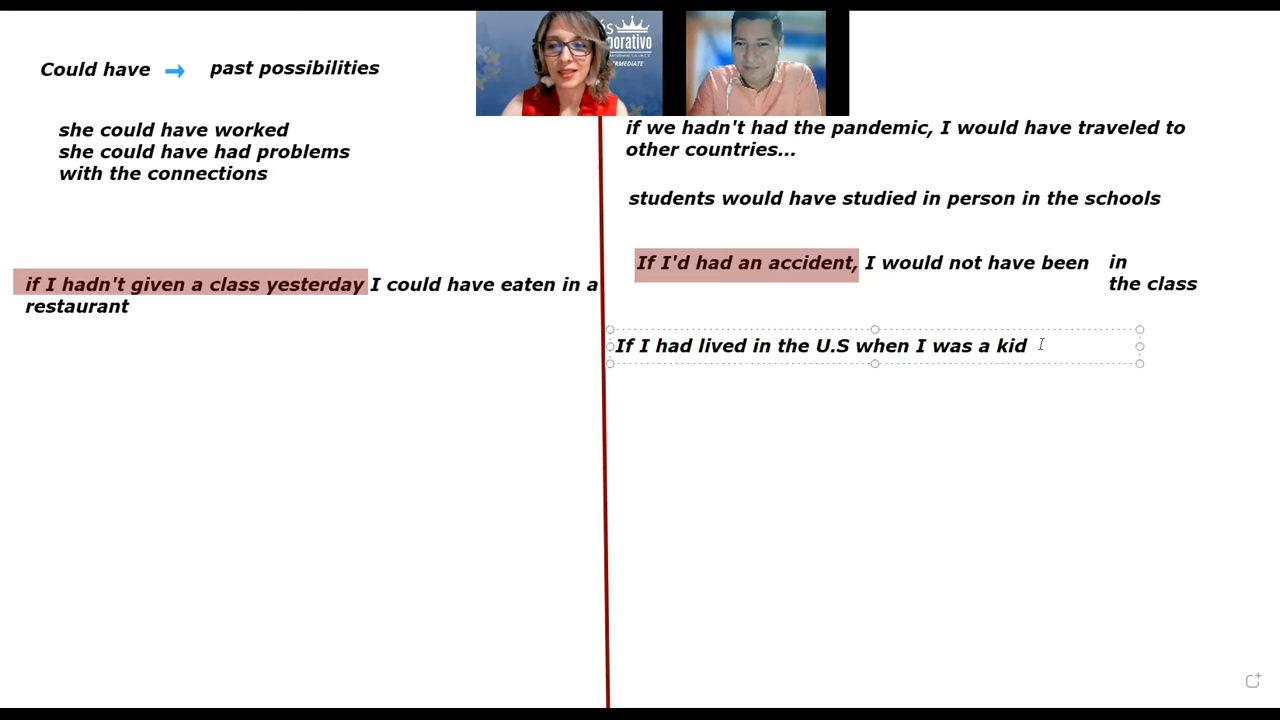 Could have
past possibilities
she could have worked
she could have had problems
with the connections
if I hadn't given a class yesterday I could have eaten in a
restaurant
if we hadn't had the pandemic, I would have traveled to
other countries...
students would have studied in person in the schools
If I'd had an accident, I would not have been in
the class
If I had lived in the U.S when I was a kid